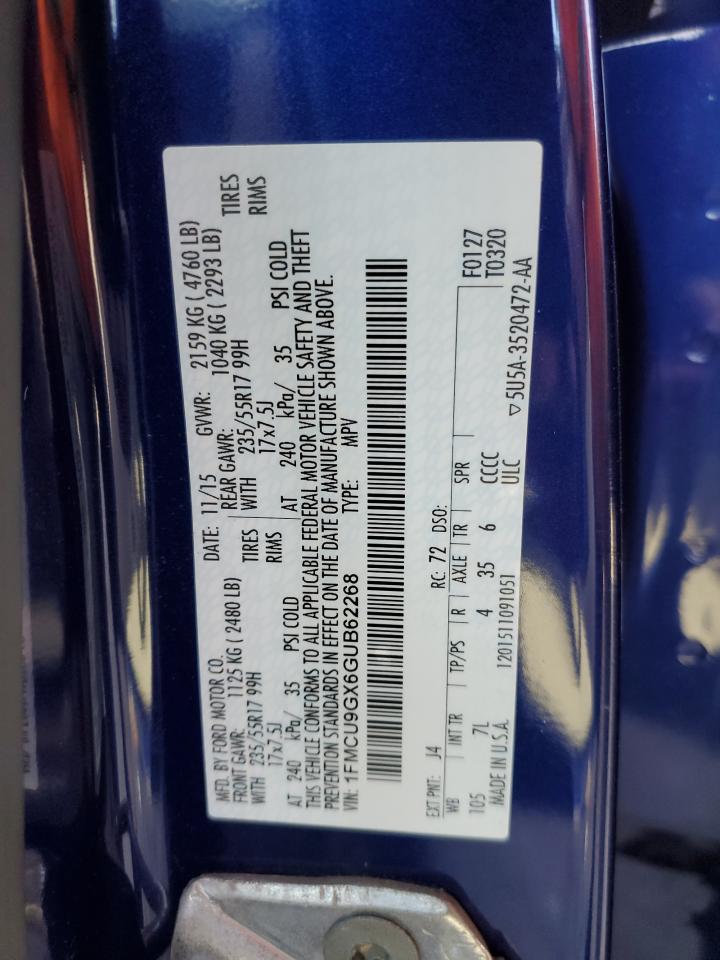 MFD. BY FORD MOTOR CO.
DATE: 11/15 GVWR: 2159 KG ( 4760 LB)
FRONT GAWR: 1125 KG ( 2480 LB) REAR GAWR: 1040 KG ( 2293 LB)
WITH 235/55R17 99H TIRES WITH 235/55R17 99H TIRES
17x7.5J RIMS 17x7.5J RIMS
AT 240 kPa/ 35 PSI COLD AT 240 kPa/ 35 PSI COLD
THIS VEHICLE CONFORMS TO ALL APPLICABLE FEDERAL MOTOR VEHICLE SAFETY AND THEFT
PREVENTION STANDARDS IN EFFECT ON THE DATE OF MANUFACTURE SHOWN ABOVE.
VIN: 1FMCU9GX6GUB62268 TYPE: MPV
EXT PNT: J4 RC: 72 DSO: F0127
WB INT TR TP/PS R AXLE TR SPR T0320
105 7L 4 35 6 CCCC
MADE IN U.S.A. 1201511091051 ULC ▽5U5A-3520472-AA